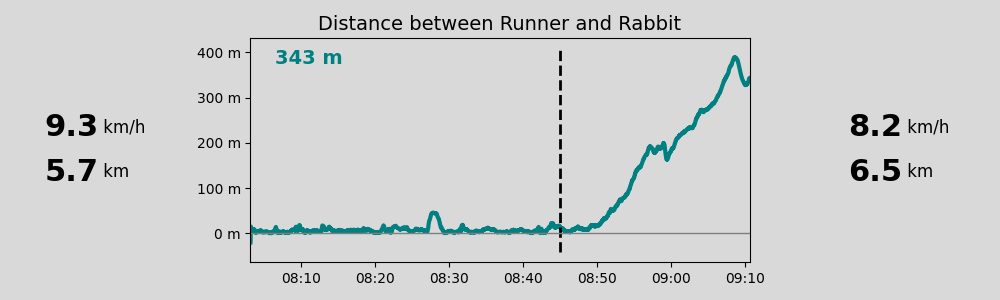 Distance between Runner and Rabbit
400 m
343 m
300 m
200 m
100 m
0 m
08:10 08:20 08:30 08:40 08:50 09:00 09:10
9.3 km/h
5.7 km
8.2 km/h
6.5 km